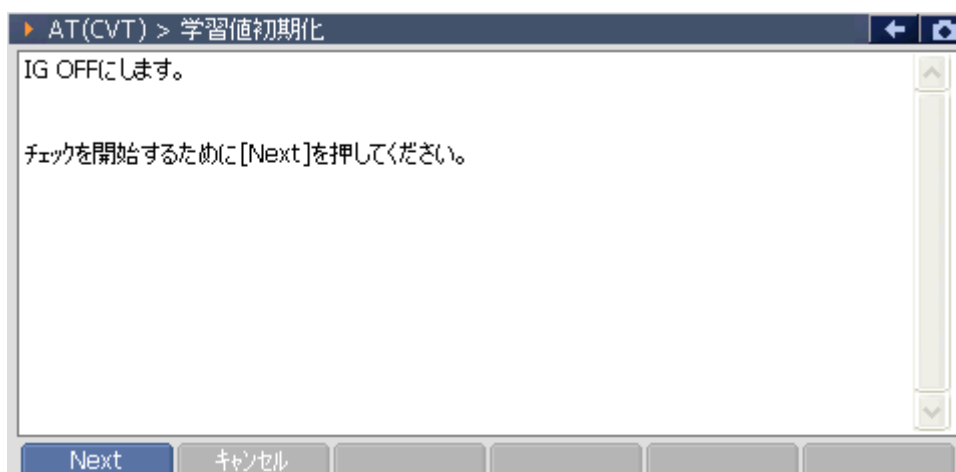 AT(CVT) > 学習値初期化
IG OFFにします。
ﾁｪｯｸを開始するために[Next]を押してください。
Next
ｷｬﾝｾﾙ